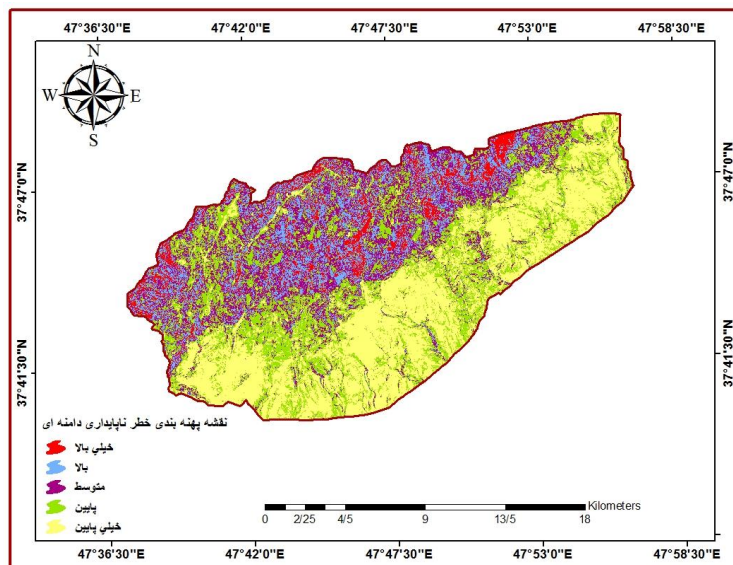 47°36'30"E 47°42'0"E 47°47'30"E 47°53'0"E 47°58'30"E
N
W E
S
37°47'0"N 37°47'0"N
37°41'30"N 37°41'30"N
نقشه پهنه بندی خطر ناپایداری دامنه ای
خیلي بالا
بالا
متوسط
پایین
خیلي پایین
Kilometers
0 2/25 4/5 9 13/5 18
47°36'30"E 47°42'0"E 47°47'30"E 47°53'0"E 47°58'30"E